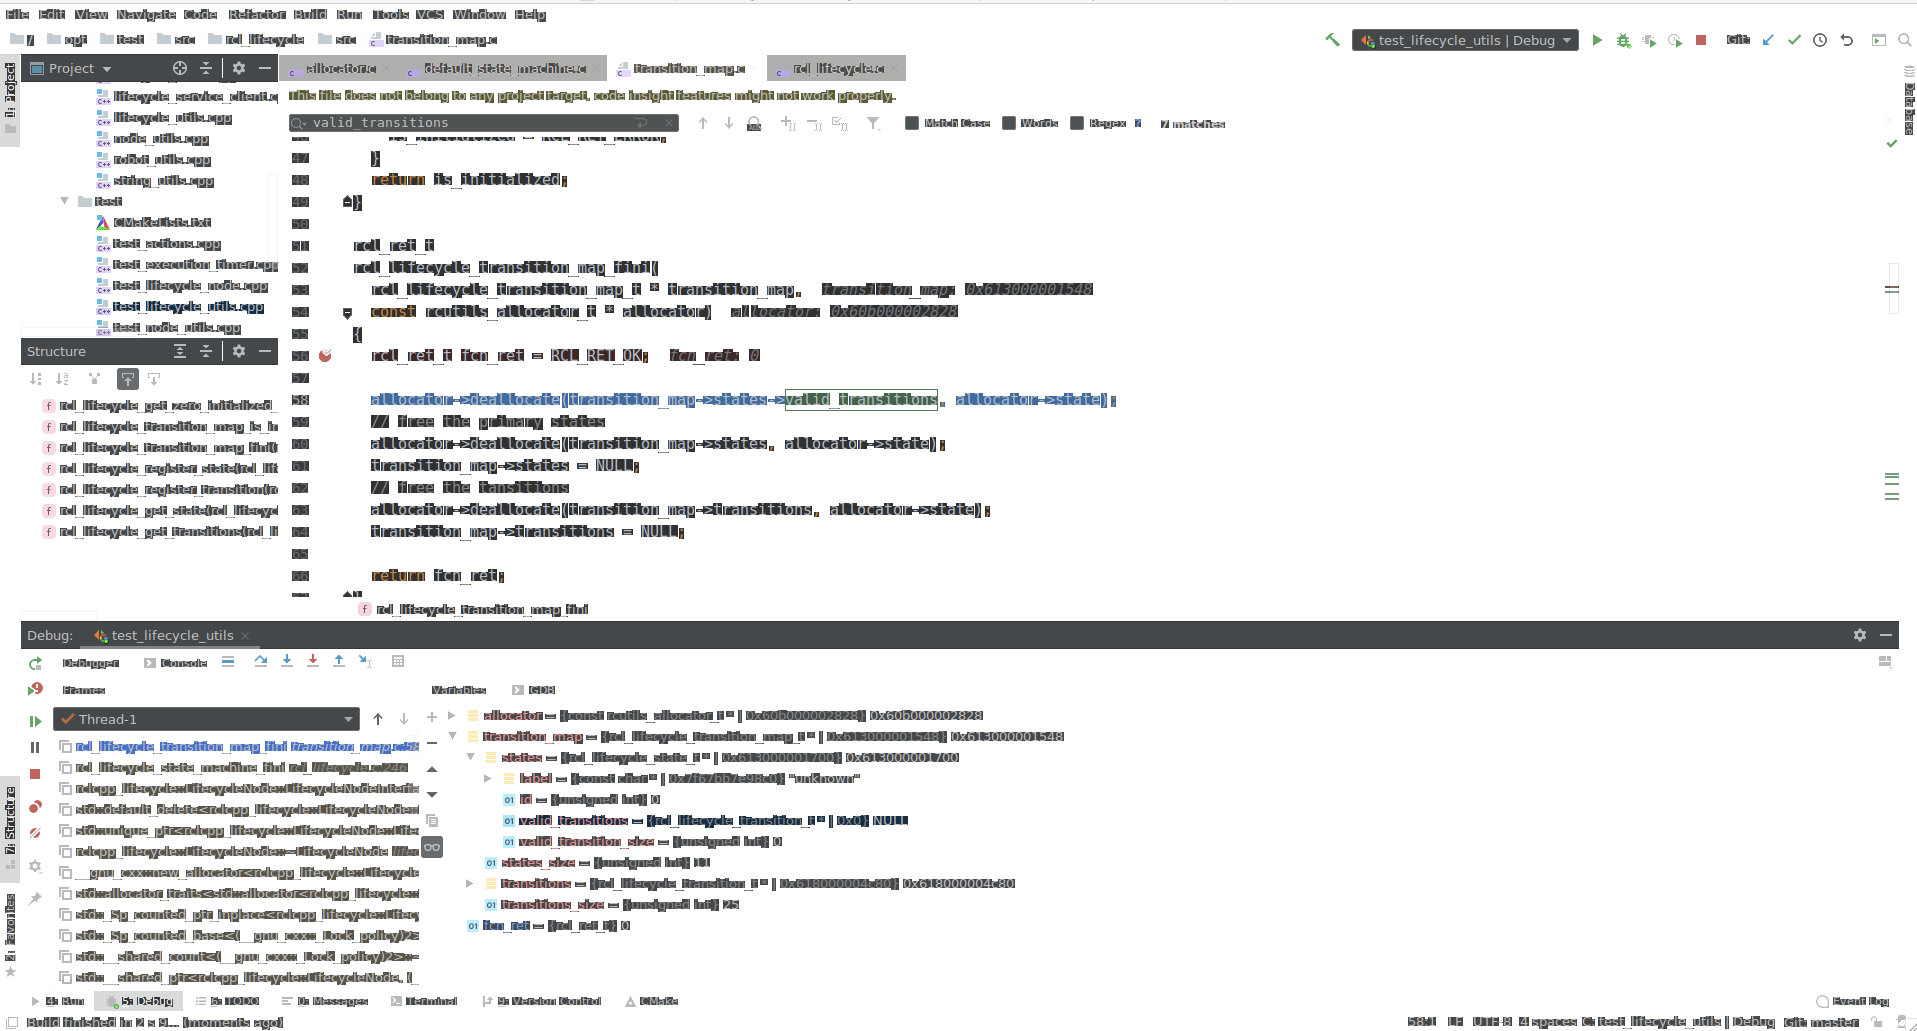 File Edit View Navigate Code Refactor Build Run Tools VCS Window Help
/ opt test src rcl_lifecycle src transition_map.c
test_lifecycle_utils | Debug
Git:
Project
allocator.c default_state_machine.c transition_map.c rcl_lifecycle.c
lifecycle_service_client.c
This file does not belong to any project target, code insight features might not work properly.
lifecycle_utils.cpp
valid_transitions
Match Case Words Regex ? 7 matches
node_utils.cpp
robot_utils.cpp
string_utils.cpp
test
CMakeLists.txt
test_actions.cpp
test_execution_timer.cpp
test_lifecycle_node.cpp
test_lifecycle_utils.cpp
test_node_utils.cpp
47 }
48 return is_initialized;
49 }
50
51 rcl_ret_t
52 rcl_lifecycle_transition_map_fini(
53 rcl_lifecycle_transition_map_t * transition_map, transition_map: 0x613000001548
54 const rcutils_allocator_t * allocator) allocator: 0x60b000002828
55 {
56 rcl_ret_t fcn_ret = RCL_RET_OK; fcn_ret: 0
57
58 allocator->deallocate(transition_map->states->valid_transitions, allocator->state);
59 // free the primary states
60 allocator->deallocate(transition_map->states, allocator->state);
61 transition_map->states = NULL;
62 // free the tansitions
63 allocator->deallocate(transition_map->transitions, allocator->state);
64 transition_map->transitions = NULL;
65
66 return fcn_ret;
rcl_lifecycle_transition_map_fini
Structure
rcl_lifecycle_get_zero_initialized_
rcl_lifecycle_transition_map_is_in
rcl_lifecycle_transition_map_fini(r
rcl_lifecycle_register_state(rcl_lif
rcl_lifecycle_register_transition(rc
rcl_lifecycle_get_state(rcl_lifecyc
rcl_lifecycle_get_transitions(rcl_li
Debug: test_lifecycle_utils
Debugger Console
Frames
Thread-1
rcl_lifecycle_transition_map_fini transition_map.c:56
rcl_lifecycle_state_machine_fini rcl_lifecycle.c:246
rclcpp_lifecycle::LifecycleNode::LifecycleNodeInterfa
std::default_delete<rclcpp_lifecycle::LifecycleNode::
std::unique_ptr<rclcpp_lifecycle::LifecycleNode::Life
rclcpp_lifecycle::LifecycleNode::~LifecycleNode lifec
__gnu_cxx::new_allocator<rclcpp_lifecycle::Lifecycle
std::allocator_traits<std::allocator<rclcpp_lifecycle::
std::_Sp_counted_ptr_inplace<rclcpp_lifecycle::Lifecy
std::_Sp_counted_base<(__gnu_cxx::_Lock_policy)2>
std::__shared_count<(__gnu_cxx::_Lock_policy)2>::~
std::__shared_ptr<rclcpp_lifecycle::LifecycleNode, (_
Variables GDB
allocator = {const rcutils_allocator_t * | 0x60b000002828} 0x60b000002828
transition_map = {rcl_lifecycle_transition_map_t * | 0x613000001548} 0x613000001548
states = {rcl_lifecycle_state_t * | 0x613000001700} 0x613000001700
label = {const char * | 0x7f67bb7e98c0} "unknown"
id = {unsigned int} 0
valid_transitions = {rcl_lifecycle_transition_t * | 0x0} NULL
valid_transition_size = {unsigned int} 0
states_size = {unsigned int} 11
transitions = {rcl_lifecycle_transition_t * | 0x618000004c80} 0x618000004c80
transitions_size = {unsigned int} 25
fcn_ret = {rcl_ret_t} 0
1: Project
7: Structure
2: Favorites
Database
4: Run 5: Debug 6: TODO 0: Messages Terminal 9: Version Control CMake Event Log
Build finished in 2 s 9... (moments ago)
58:1 LF UTF-8 4 spaces C: test_lifecycle_utils | Debug Git: master